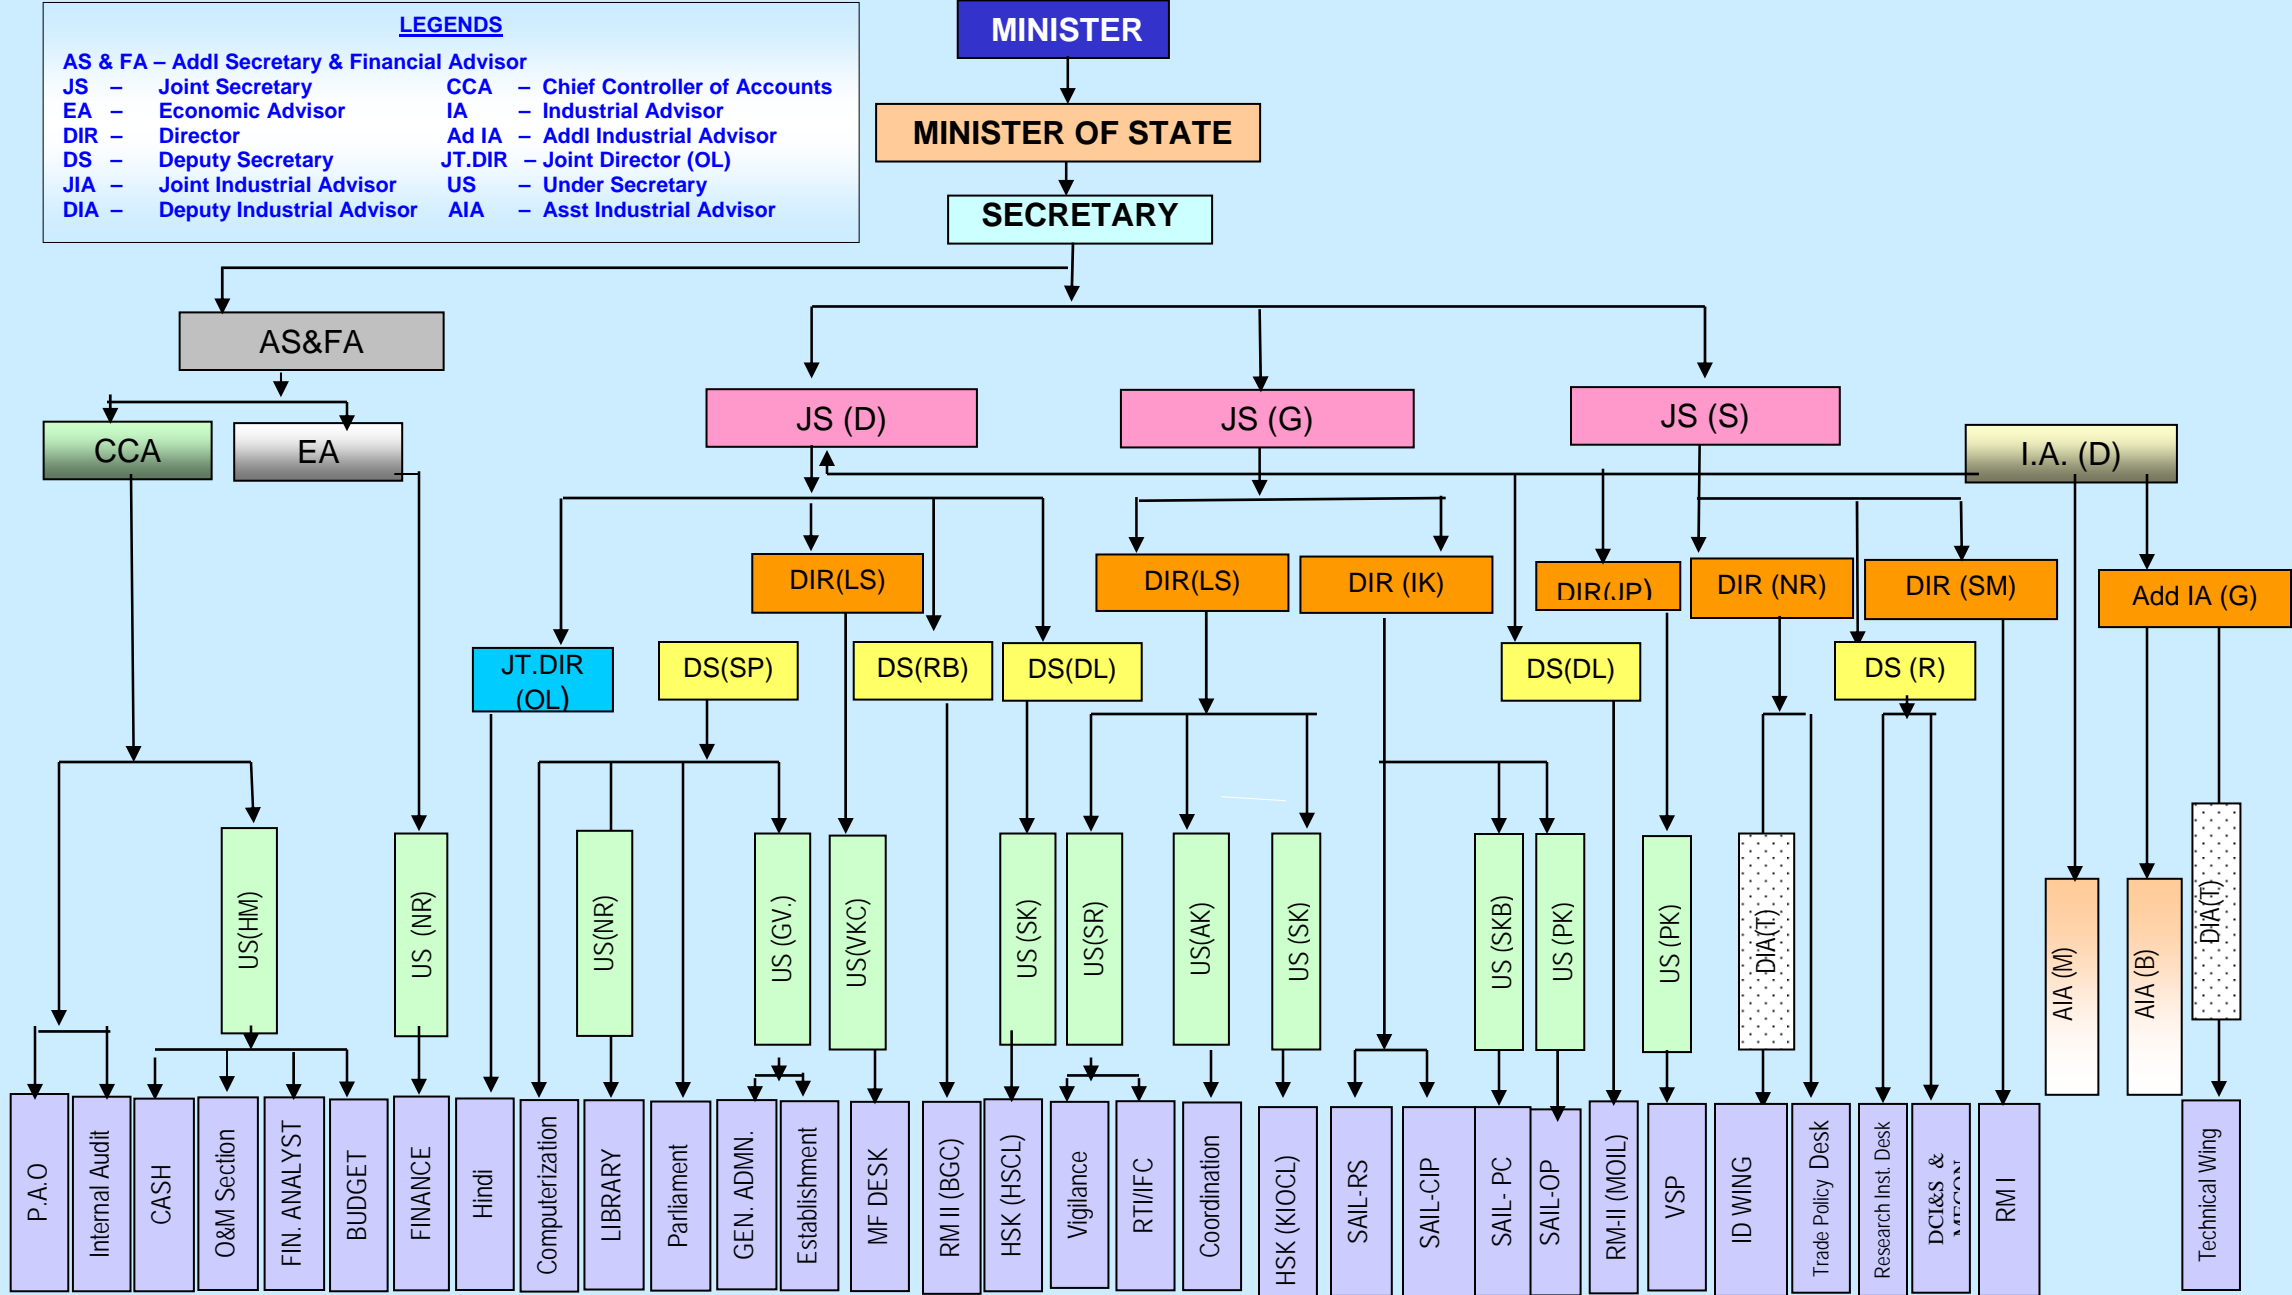 LEGENDS
AS & FA – Addl Secretary & Financial Advisor
JS – Joint Secretary CCA – Chief Controller of Accounts
EA – Economic Advisor IA – Industrial Advisor
DIR – Director Ad IA – Addl Industrial Advisor
DS – Deputy Secretary JT.DIR – Joint Director (OL)
JIA – Joint Industrial Advisor US – Under Secretary
DIA – Deputy Industrial Advisor AIA – Asst Industrial Advisor
MINISTER
MINISTER OF STATE
SECRETARY
AS&FA
JS (D)
JS (G)
JS (S)
CCA
EA
I.A. (D)
DIR(LS)
DIR(LS)
DIR (IK)
DIR(JP)
DIR (NR)
DIR (SM)
Add IA (G)
JT.DIR
(OL)
DS(SP)
DS(RB)
DS(DL)
DS(DL)
DS (R)
US(HM)
US (NR)
US(NR)
US (GV.)
US(VKC)
US (SK)
US(SR)
US(AK)
US (SK)
US (SKB)
US (PK)
US (PK)
DIA(T)
AIA (M)
AIA (B)
DIA(T)
P.A.O
Internal Audit
CASH
O&M Section
FIN. ANALYST
BUDGET
FINANCE
Hindi
Computerization
LIBRARY
Parliament
GEN. ADMN.
Establishment
MF DESK
RM II (BGC)
HSK (HSCL)
Vigilance
RTI/IFC
Coordination
HSK (KIOCL)
SAIL-RS
SAIL-CIP
SAIL- PC
SAIL-OP
RM-II (MOIL)
VSP
ID WING
Trade Policy Desk
Research Inst. Desk
DCI&S &
MECON
RM I
Technical Wing